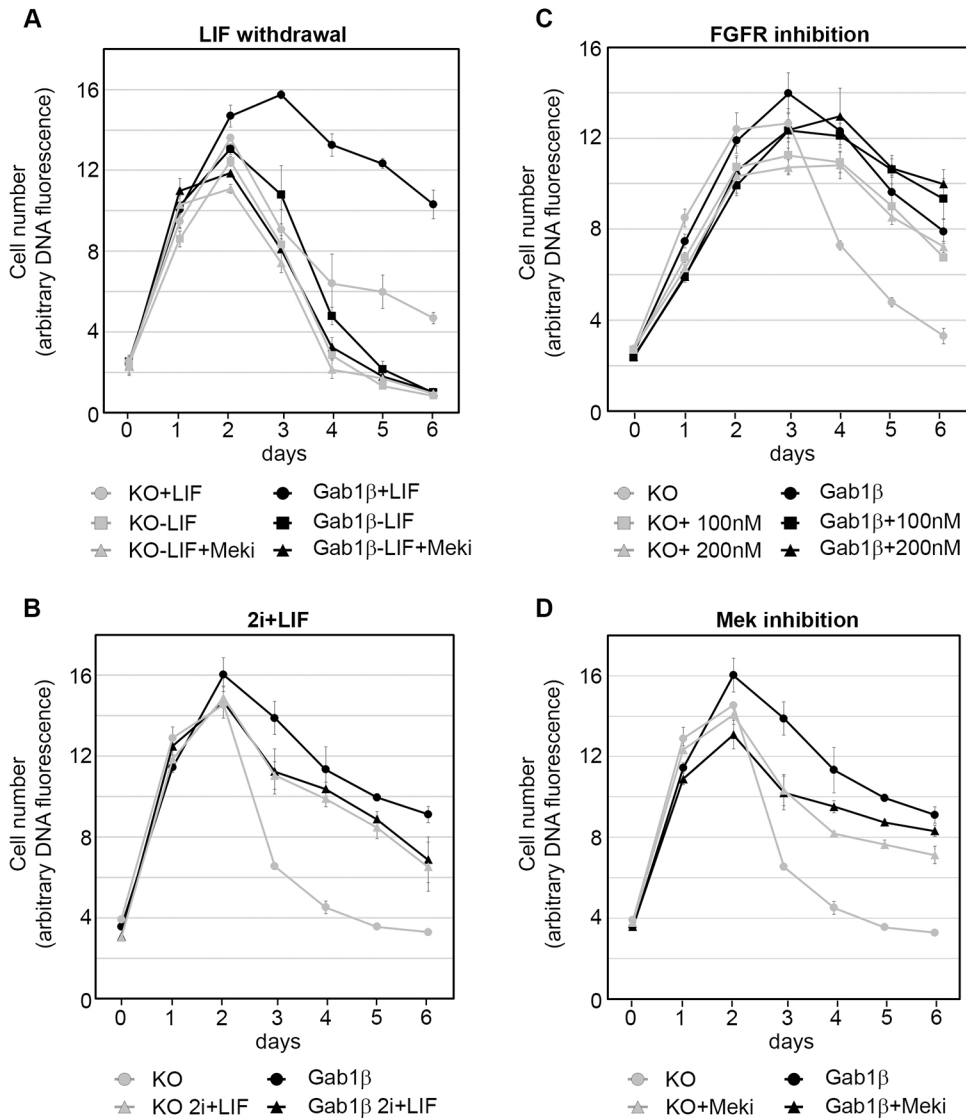 A
LIF withdrawal
Cell number
(arbitrary DNA fluorescence)
16
12
8
4
0
0 1 2 3 4 5 6
days
KO+LIF Gab1β+LIF
KO-LIF Gab1β-LIF
KO-LIF+Meki Gab1β-LIF+Meki
C
FGFR inhibition
Cell number
(arbitrary DNA fluorescence)
16
12
8
4
0
0 1 2 3 4 5 6
days
KO Gab1β
KO+ 100nM Gab1β+100nM
KO+ 200nM Gab1β+200nM
B
2i+LIF
Cell number
(arbitrary DNA fluorescence)
16
12
8
4
0
0 1 2 3 4 5 6
days
KO Gab1β
KO 2i+LIF Gab1β 2i+LIF
D
Mek inhibition
Cell number
(arbitrary DNA fluorescence)
16
12
8
4
0
0 1 2 3 4 5 6
days
KO Gab1β
KO+Meki Gab1β+Meki